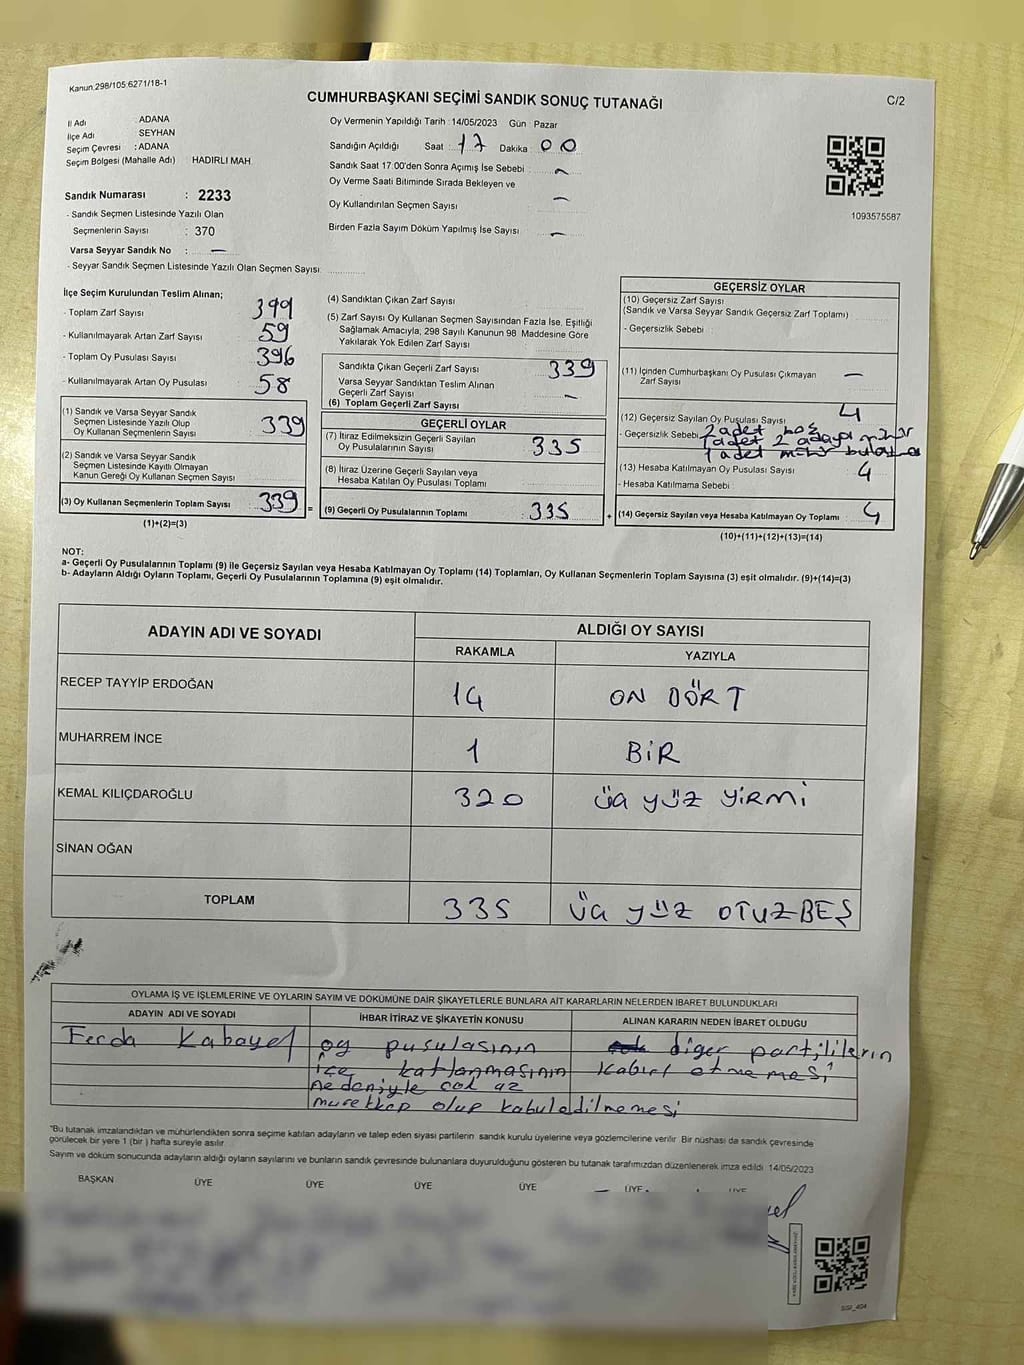 Kanun:298/105:6271/18-1
CUMHURBAŞKANI SEÇİMİ SANDIK SONUÇ TUTANAĞI
C/2
İl Adı : ADANA
İlçe Adı : SEYHAN
Seçim Çevresi : ADANA
Seçim Bölgesi (Mahalle Adı) HADIRLI MAH
Sandık Numarası : 2233
- Sandık Seçmen Listesinde Yazılı Olan
Seçmenlerin Sayısı : 370
Varsa Seyyar Sandık No : —
- Seyyar Sandık Seçmen Listesinde Yazılı Olan Seçmen Sayısı
Oy Vermenin Yapıldığı Tarih : 14/05/2023 Gün : Pazar
Sandığın Açıldığı Saat : 17 Dakika : 00
Sandık Saat 17:00'den Sonra Açımış İse Sebebi :
Oy Verme Saati Bitiminde Sırada Bekleyen ve
Oy Kullandırılan Seçmen Sayısı —
Birden Fazla Sayım Döküm Yapılmış İse Sayısı —
1093575587
İlçe Seçim Kurulundan Teslim Alınan;
- Toplam Zarf Sayısı 399
- Kullanılmayarak Artan Zarf Sayısı 59
- Toplam Oy Pusulası Sayısı 396
- Kullanılmayarak Artan Oy Pusulası 58
(1) Sandık ve Varsa Seyyar Sandık
Seçmen Listesinde Yazılı Olup
Oy Kullanan Seçmenlerin Sayısı 339
(2) Sandık ve Varsa Seyyar Sandık
Seçmen Listesinde Kayıtlı Olmayan
Kanun Gereği Oy Kullanan Seçmen Sayısı
(3) Oy Kullanan Seçmenlerin Toplam Sayısı 339 =
(1)+(2)=(3)
(4) Sandıktan Çıkan Zarf Sayısı
(5) Zarf Sayısı Oy Kullanan Seçmen Sayısından Fazla İse, Eşitliği
Sağlamak Amacıyla, 298 Sayılı Kanunun 98. Maddesine Göre
Yakılarak Yok Edilen Zarf Sayısı
Sandıkta Çıkan Geçerli Zarf Sayısı 339
Varsa Seyyar Sandıktan Teslim Alınan
Geçerli Zarf Sayısı —
(6) Toplam Geçerli Zarf Sayısı
GEÇERLİ OYLAR
(7) İtiraz Edilmeksizin Geçerli Sayılan
Oy Pusulalarının Sayısı 335
(8) İtiraz Üzerine Geçerli Sayılan veya
Hesaba Katılan Oy Pusulası Toplamı
(9) Geçerli Oy Pusulalarının Toplamı : 335 +
GEÇERSİZ OYLAR
(10) Geçersiz Zarf Sayısı
(Sandık ve Varsa Seyyar Sandık Geçersiz Zarf Toplamı)
- Geçersizlik Sebebi
(11) İçinden Cumhurbaşkanı Oy Pusulası Çıkmayan
Zarf Sayısı —
(12) Geçersiz Sayılan Oy Pusulası Sayısı 4
- Geçersizlik Sebebi 2 adet boş
1 adet 2 adaya mühür
1 adet mühür
(13) Hesaba Katılmayan Oy Pusulası Sayısı 4
- Hesaba Katılmama Sebebi
(14) Geçersiz Sayılan veya Hesaba Katılmayan Oy Toplamı 4
(10)+(11)+(12)+(13)=(14)
NOT:
a- Geçerli Oy Pusulalarının Toplamı (9) ile Geçersiz Sayılan veya Hesaba Katılmayan Oy Toplamı (14) Toplamları, Oy Kullanan Seçmenlerin Toplam Sayısına (3) eşit olmalıdır. (9)+(14)=(3)
b- Adayların Aldığı Oyların Toplamı, Geçerli Oy Pusulalarının Toplamına (9) eşit olmalıdır.
ADAYIN ADI VE SOYADI
ALDIĞI OY SAYISI
RAKAMLA YAZIYLA
RECEP TAYYİP ERDOĞAN 14 ON DÖRT
MUHARREM İNCE 1 BİR
KEMAL KILIÇDAROĞLU 320 ÜÇ YÜZ YİRMİ
SİNAN OĞAN
TOPLAM 335 ÜÇ YÜZ OTUZBEŞ
OYLAMA İŞ VE İŞLEMLERİNE VE OYLARIN SAYIM VE DÖKÜMÜNE DAİR ŞİKAYETLERLE BUNLARA AİT KARARLARIN NELERDEN İBARET BULUNDUKLARI
ADAYIN ADI VE SOYADI İHBAR İTİRAZ VE ŞİKAYETİN KONUSU ALINAN KARARIN NEDEN İBARET OLDUĞU
Ferda Kabayel oy pusulasının diğer partililerin
içe katlanmasının kabul etmemesi
nedeniyle çok az
mürekkep olup kabul edilmemesi
"Bu tutanak imzalandıktan ve mühürlendikten sonra seçime katılan adayların ve talep eden siyasi partilerin sandık kurulu üyelerine veya gözlemcilerine verilir. Bir nüshası da sandık çevresinde
görülecek bir yere 1 (bir) hafta süreyle asılır.
Sayım ve döküm sonucunda adayların aldığı oyların sayılarını ve bunların sandık çevresinde bulunanlara duyurulduğunu gösteren bu tutanak tarafımızdan düzenlenerek imza edildi. 14/05/2023
BAŞKAN ÜYE ÜYE ÜYE ÜYE ÜYE ÜYE